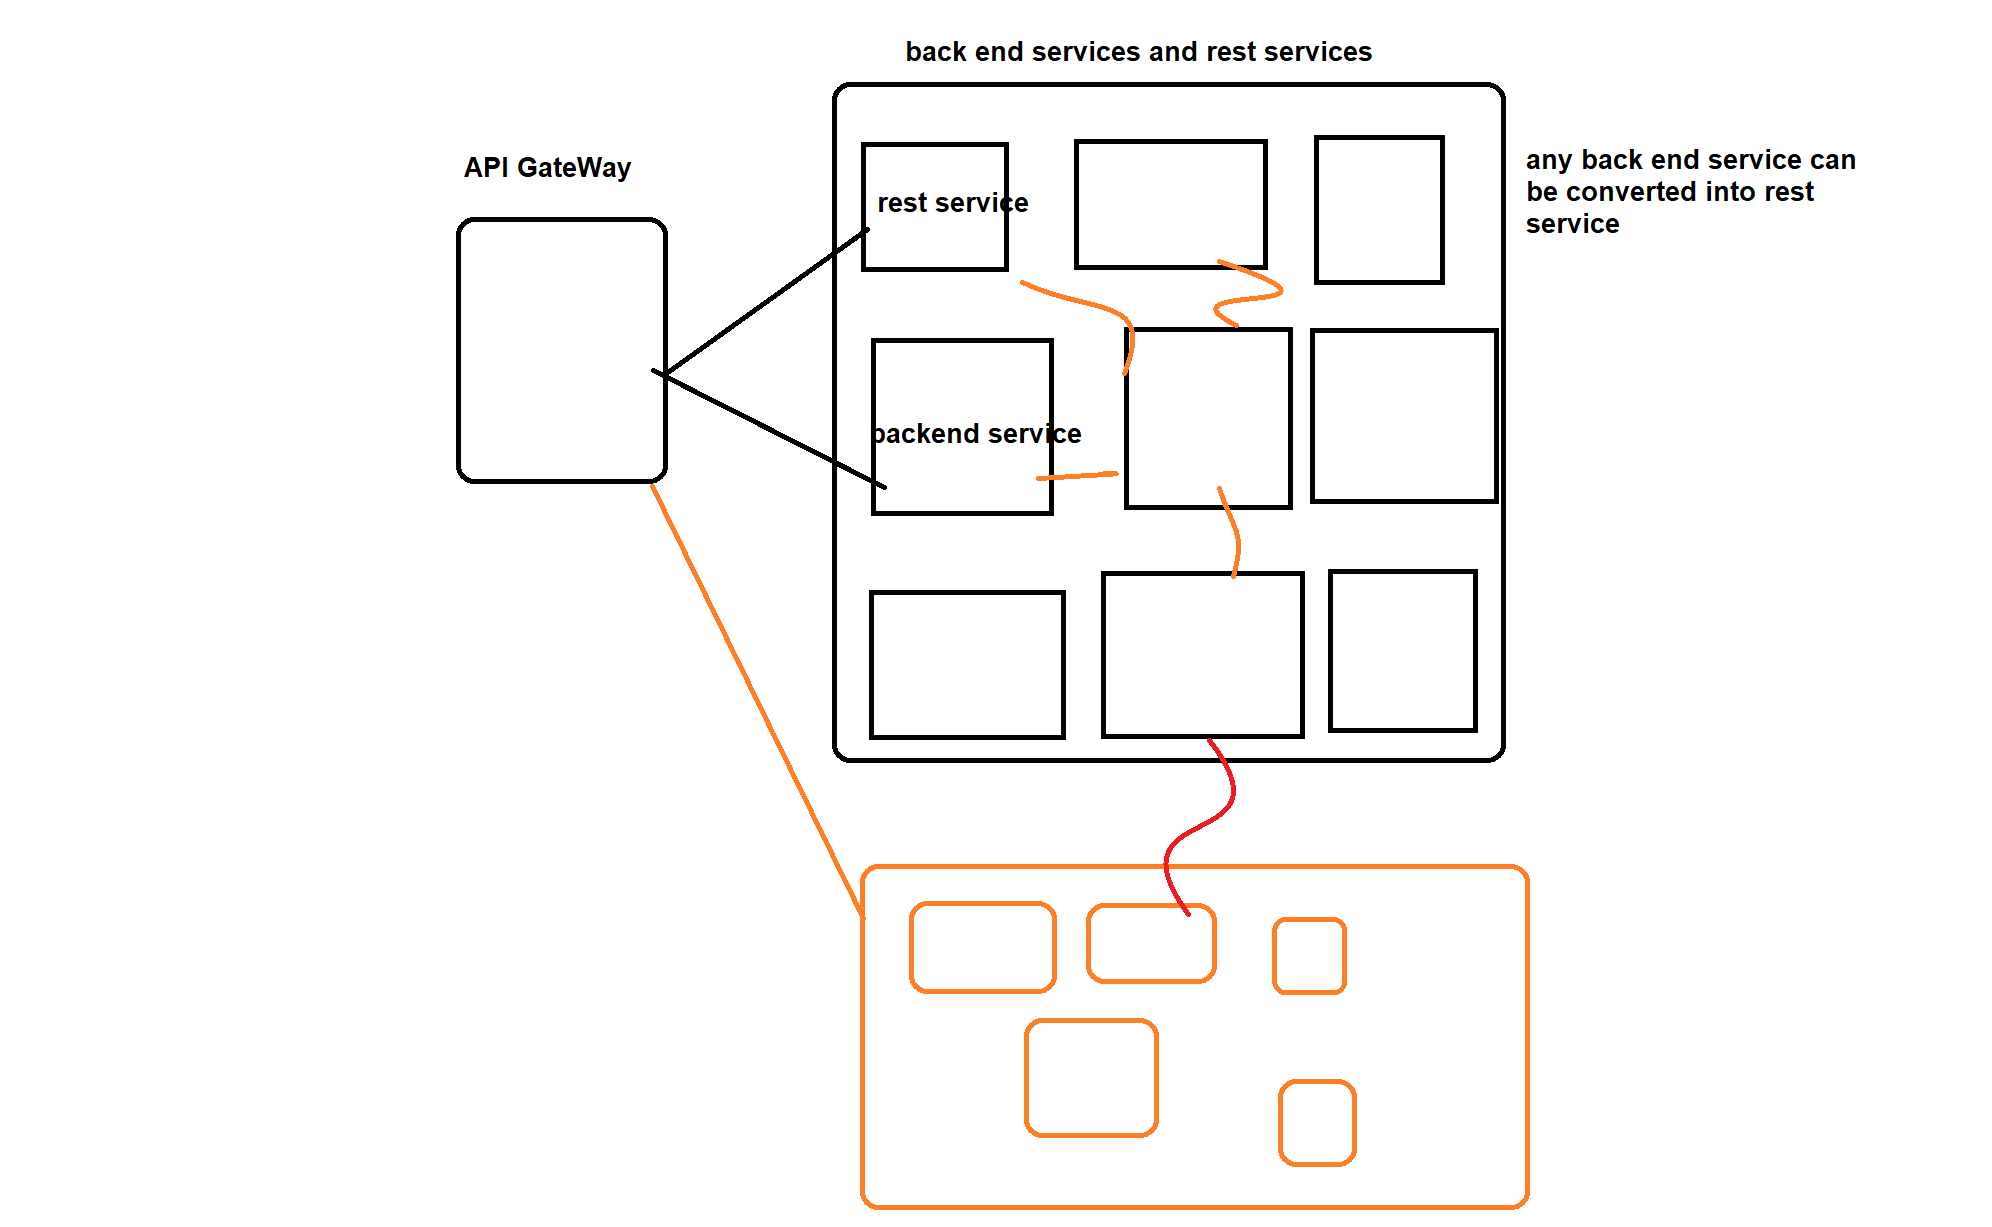 back end services and rest services
API GateWay
any back end service can
be converted into rest
service
rest service
backend service